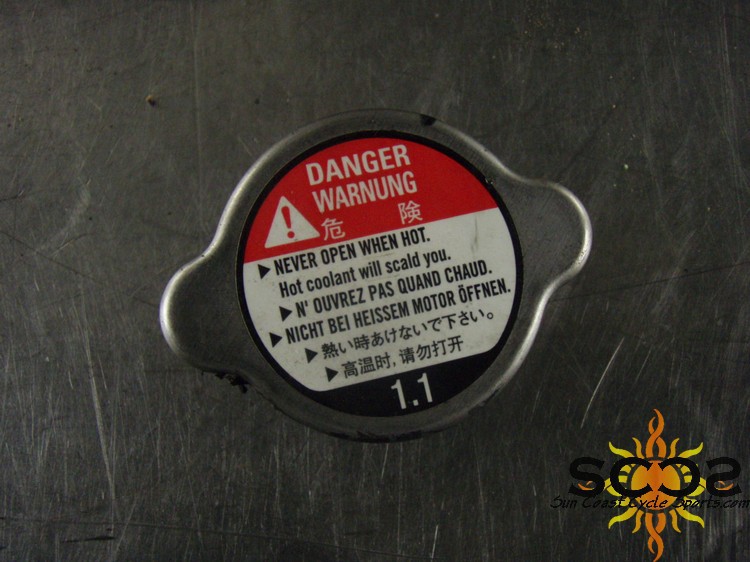 DANGER
WARNUNG
危 険
▶ NEVER OPEN WHEN HOT.
Hot coolant will scald you.
▶ N' OUVREZ PAS QUAND CHAUD.
▶ NICHT BEI HEISSEM MOTOR ÖFFNEN.
▶ 熱い時あけないで下さい。
▶ 高温时,请勿打开
1.1
SCCS
Sun Coast Cycle Sports.com